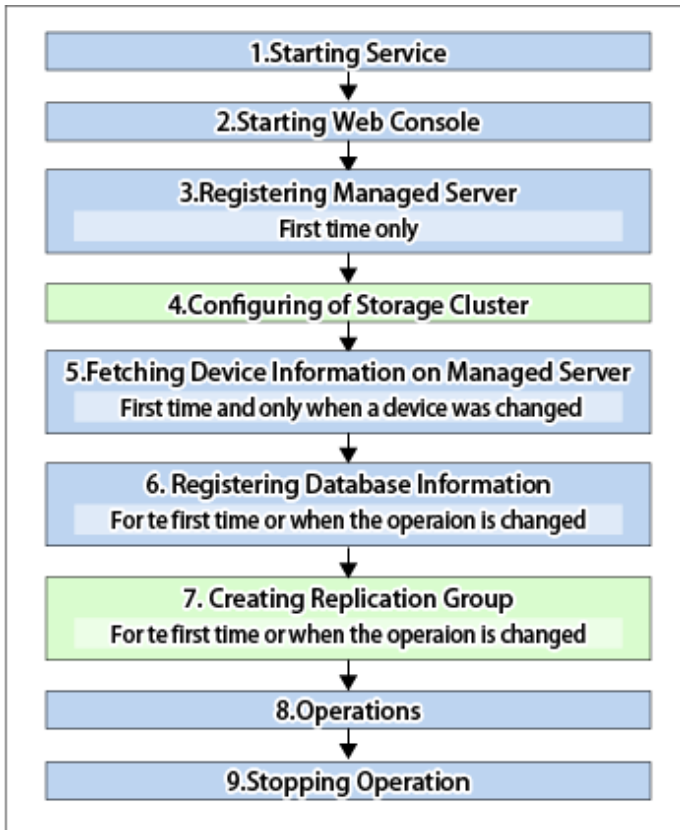 1.Starting Service
2.Starting Web Console
3.Registering Managed Server
First time only
4.Configuring of Storage Cluster
5.Fetching Device Information on Managed Server
First time and only when a device was changed
6. Registering Database Information
For te first time or when the operaion is changed
7. Creating Replication Group
For te first time or when the operaion is changed
8.Operations
9.Stopping Operation